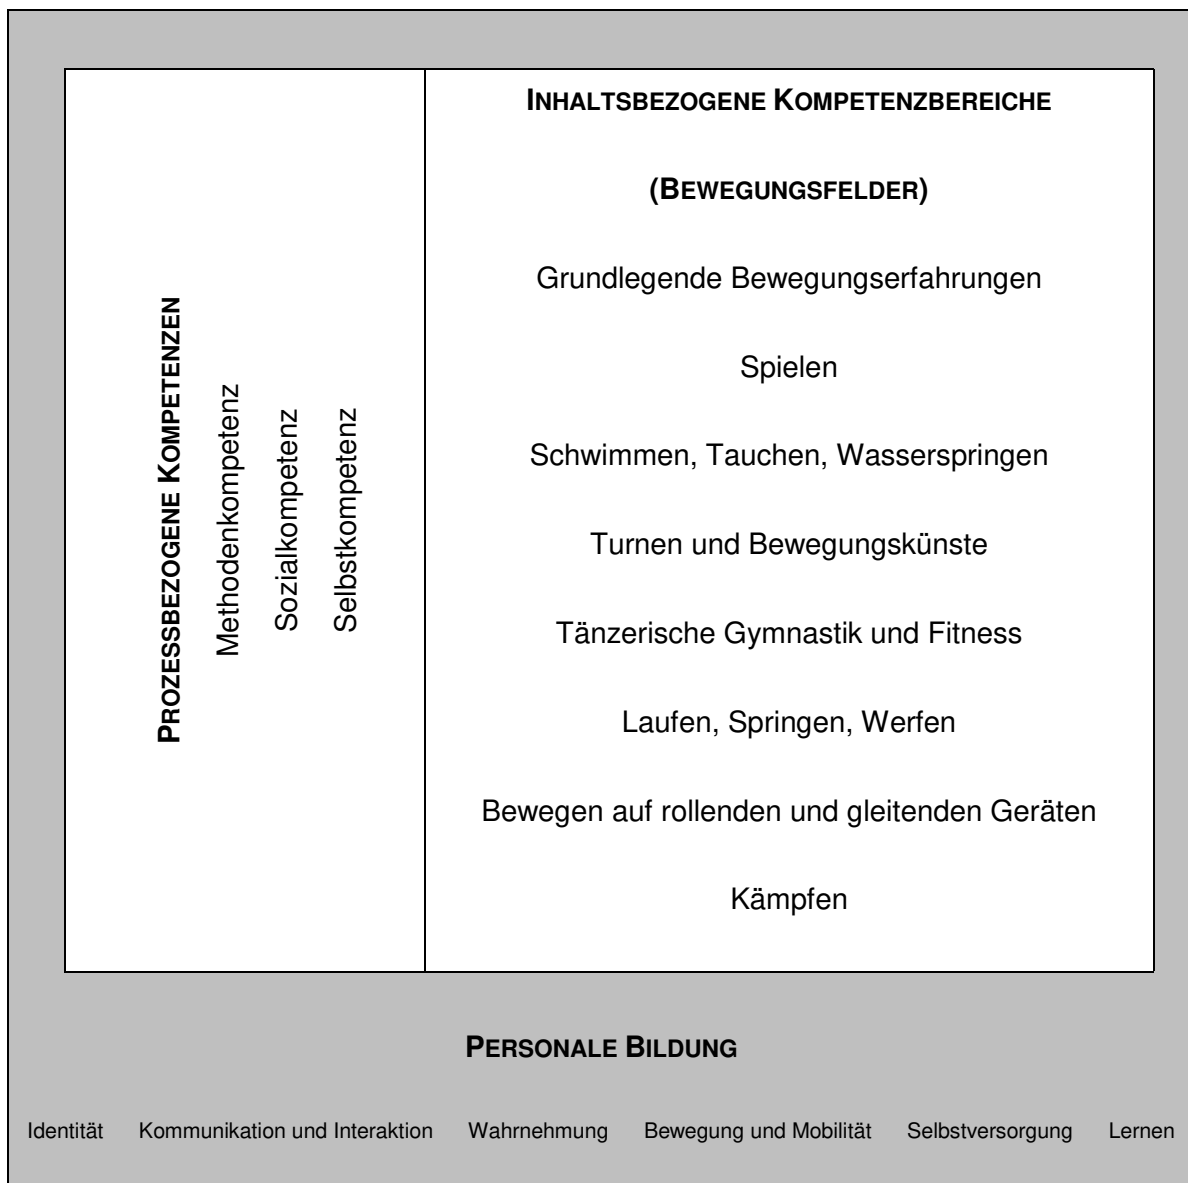 PROZESSBEZOGENE KOMPETENZEN
Methodenkompetenz
Sozialkompetenz
Selbstkompetenz
INHALTSBEZOGENE KOMPETENZBEREICHE
(BEWEGUNGSFELDER)
Grundlegende Bewegungserfahrungen
Spielen
Schwimmen, Tauchen, Wasserspringen
Turnen und Bewegungskünste
Tänzerische Gymnastik und Fitness
Laufen, Springen, Werfen
Bewegen auf rollenden und gleitenden Geräten
Kämpfen
PERSONALE BILDUNG
Identität Kommunikation und Interaktion Wahrnehmung Bewegung und Mobilität Selbstversorgung Lernen